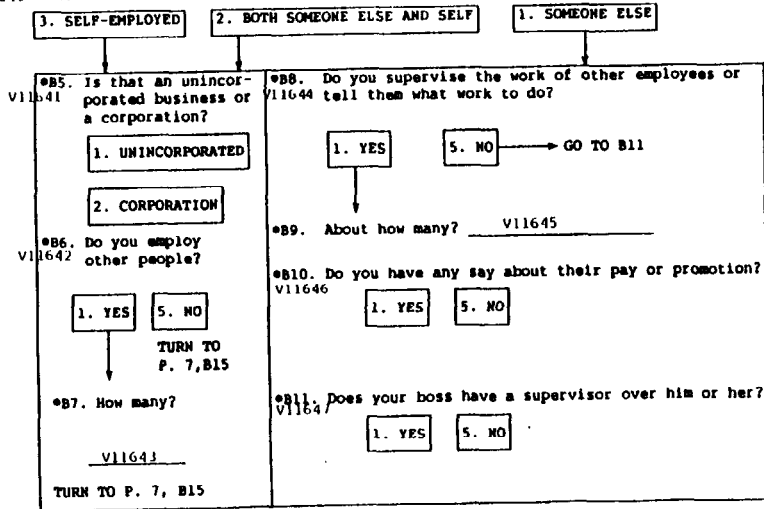 3. SELF-EMPLOYED
2. BOTH SOMEONE ELSE AND SELF
1. SOMEONE ELSE
•B5. Is that an unincor-
V11641 porated business or
a corporation?
1. UNINCORPORATED
2. CORPORATION
•B6. Do you employ
V11642 other people?
1. YES
5. NO
TURN TO
P. 7,B15
•B7. How many?
V11643
TURN TO P. 7, B15
•B8. Do you supervise the work of other employees or
V11644 tell them what work to do?
1. YES
5. NO
GO TO B11
•B9. About how many? V11645
•B10. Do you have any say about their pay or promotion?
V11646
1. YES
5. NO
•B11. Does your boss have a supervisor over him or her?
V11647
1. YES
5. NO